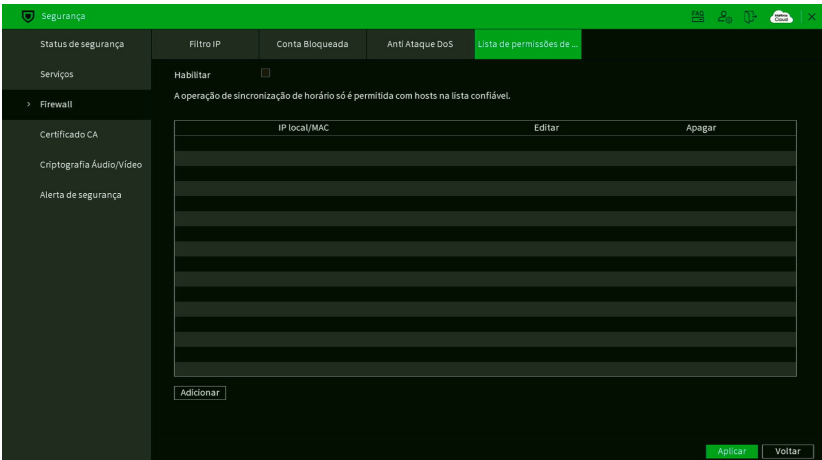 Segurança
FAQ
Cloud
Status de segurança
Serviços
Firewall
Certificado CA
Criptografia Áudio/Vídeo
Alerta de segurança
Filtro IP
Conta Bloqueada
Anti Ataque DoS
Lista de permissões de ...
Habilitar
A operação de sincronização de horário só é permitida com hosts na lista confiável.
IP local/MAC
Editar
Apagar
Adicionar
Aplicar
Voltar